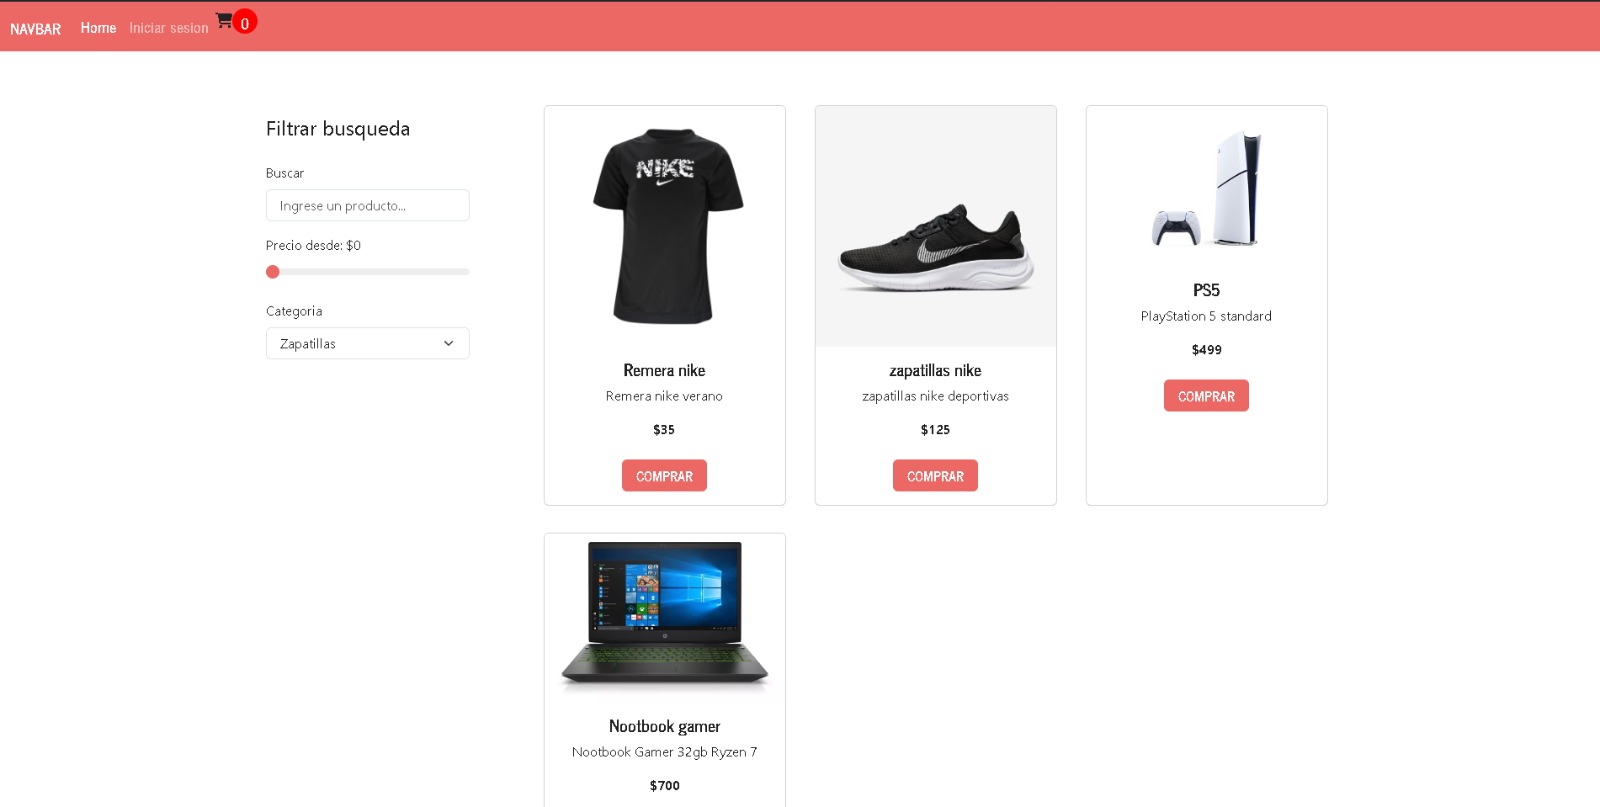 NAVBAR Home Iniciar sesion 0
Filtrar busqueda
Buscar
Ingrese un producto...
Precio desde: $0
Categoria
Zapatillas
NIKE
Remera nike
Remera nike verano
$35
COMPRAR
zapatillas nike
zapatillas nike deportivas
$125
COMPRAR
PS5
PlayStation 5 standard
$499
COMPRAR
Nootbook gamer
Nootbook Gamer 32gb Ryzen 7
$700